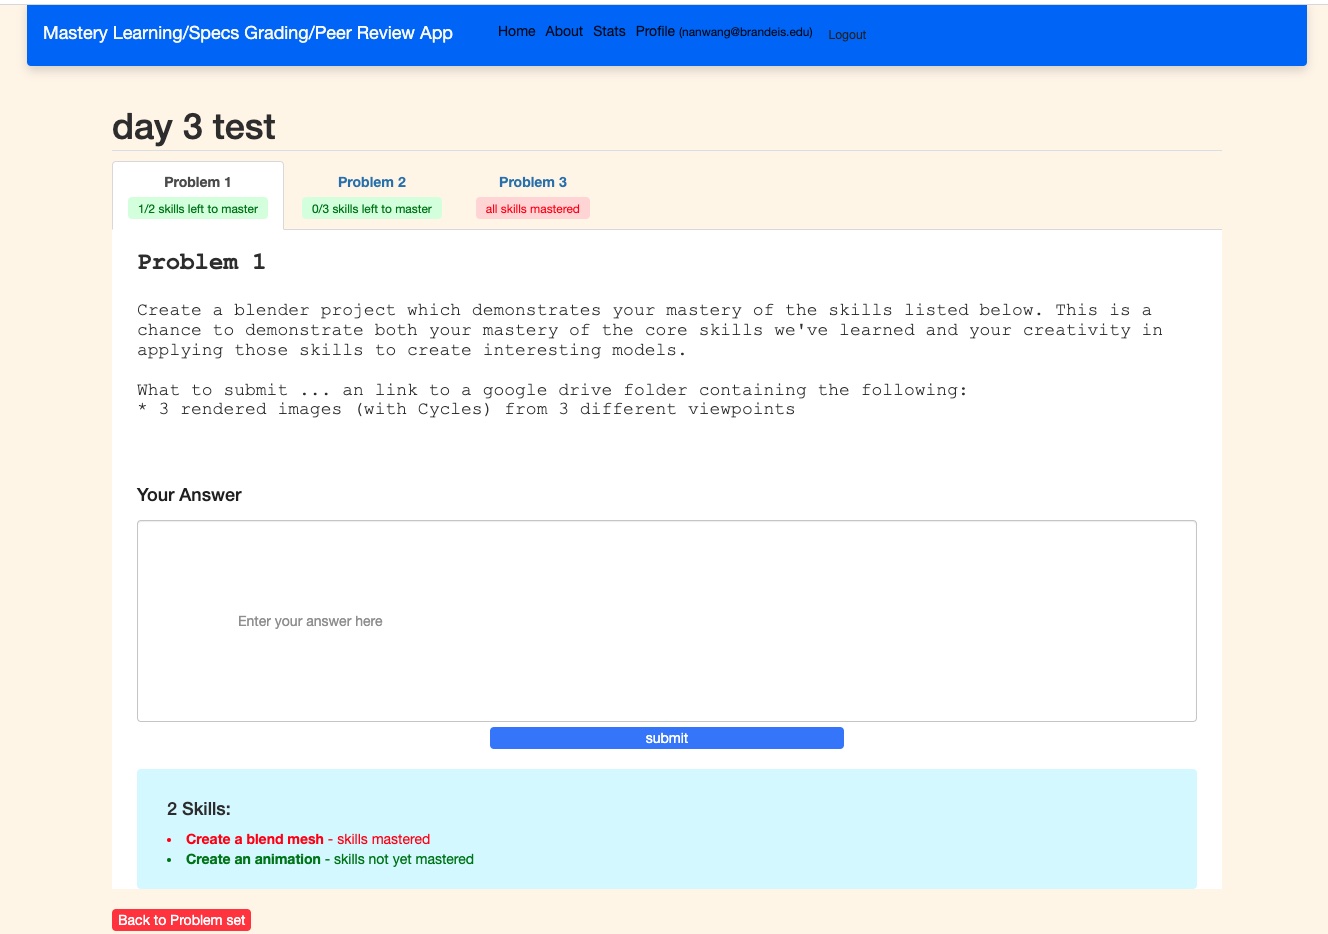 Mastery Learning/Specs Grading/Peer Review App
Home About Stats Profile (nanwang@brandeis.edu) Logout
day 3 test
Problem 1
1/2 skills left to master
Problem 2
0/3 skills left to master
Problem 3
all skills mastered
Problem 1
Create a blender project which demonstrates your mastery of the skills listed below. This is a
chance to demonstrate both your mastery of the core skills we've learned and your creativity in
applying those skills to create interesting models.
What to submit ... an link to a google drive folder containing the following:
* 3 rendered images (with Cycles) from 3 different viewpoints
Your Answer
Enter your answer here
submit
2 Skills:
• Create a blend mesh - skills mastered
• Create an animation - skills not yet mastered
Back to Problem set